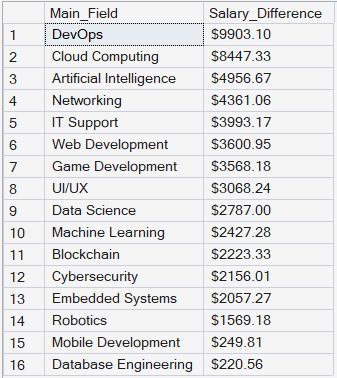 Main_Field Salary_Difference
1 DevOps $9903.10
2 Cloud Computing $8447.33
3 Artificial Intelligence $4956.67
4 Networking $4361.06
5 IT Support $3993.17
6 Web Development $3600.95
7 Game Development $3568.18
8 UI/UX $3068.24
9 Data Science $2787.00
10 Machine Learning $2427.28
11 Blockchain $2223.33
12 Cybersecurity $2156.01
13 Embedded Systems $2057.27
14 Robotics $1569.18
15 Mobile Development $249.81
16 Database Engineering $220.56